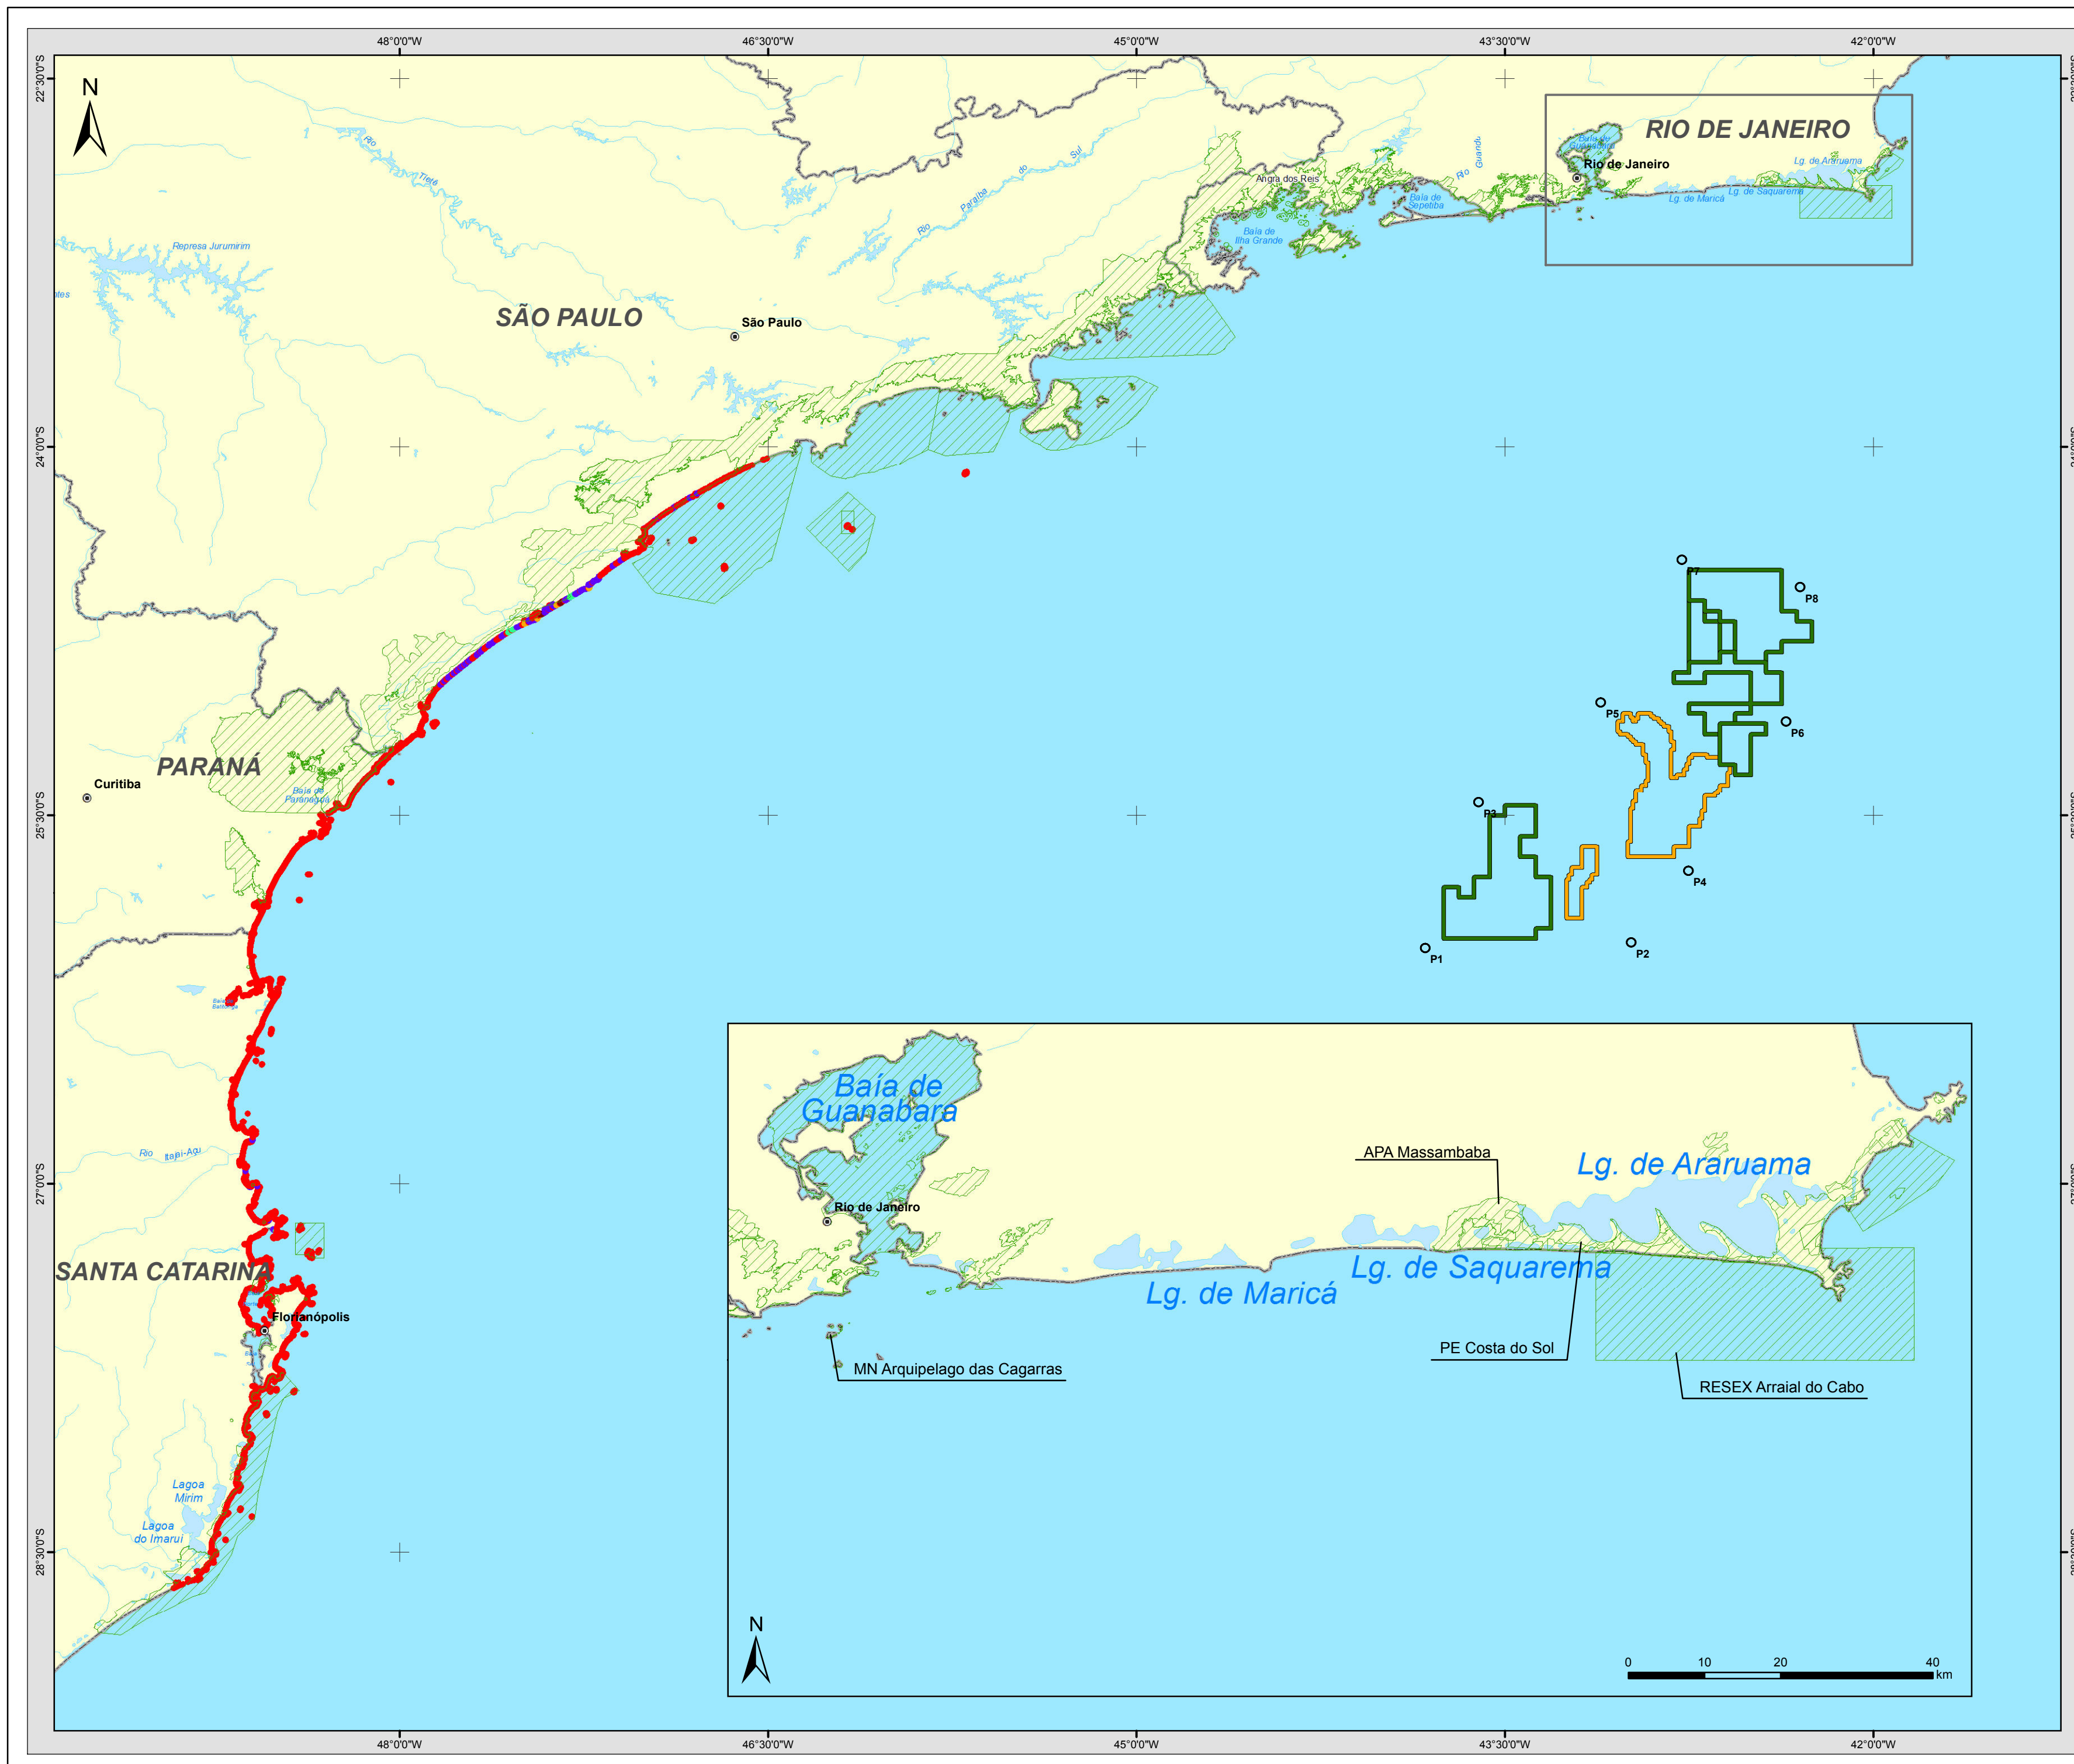 48°0'0"W
46°30'0"W
45°0'0"W
43°30'0"W
42°0'0"W
22°30'0"S
N
RIO DE JANEIRO
Baía de
Guanabara
Rio de Janeiro
Lg. de Araruama
Lg. de Saquarema
Lg. de Maricá
Rio
Guandu
Angra dos Reis
Baía de
Sepetiba
Baía de
Ilha Grande
Rio
Tietê
Rio
Paraíba
do
Sul
Represa Jurumirim
ntes
SÃO PAULO
São Paulo
24°0'0"S
P7
P8
P5
P6
PARANÁ
Curitiba
Baía de
Paranaguá
25°30'0"S
P3
P4
P1
P2
Rio
Itajaí-Açu
27°0'0"S
SANTA CATARINA
Florianópolis
Lagoa
Mirim
Lagoa
do Imarui
28°30'0"S
Baía de
Guanabara
APA Massambaba
Lg. de Araruama
Rio de Janeiro
Lg. de Saquarema
Lg. de Maricá
PE Costa do Sol
MN Arquipelago das Cagarras
RESEX Arraial do Cabo
N
0
10
20
40
km
48°0'0"W
46°30'0"W
45°0'0"W
43°30'0"W
42°0'0"W